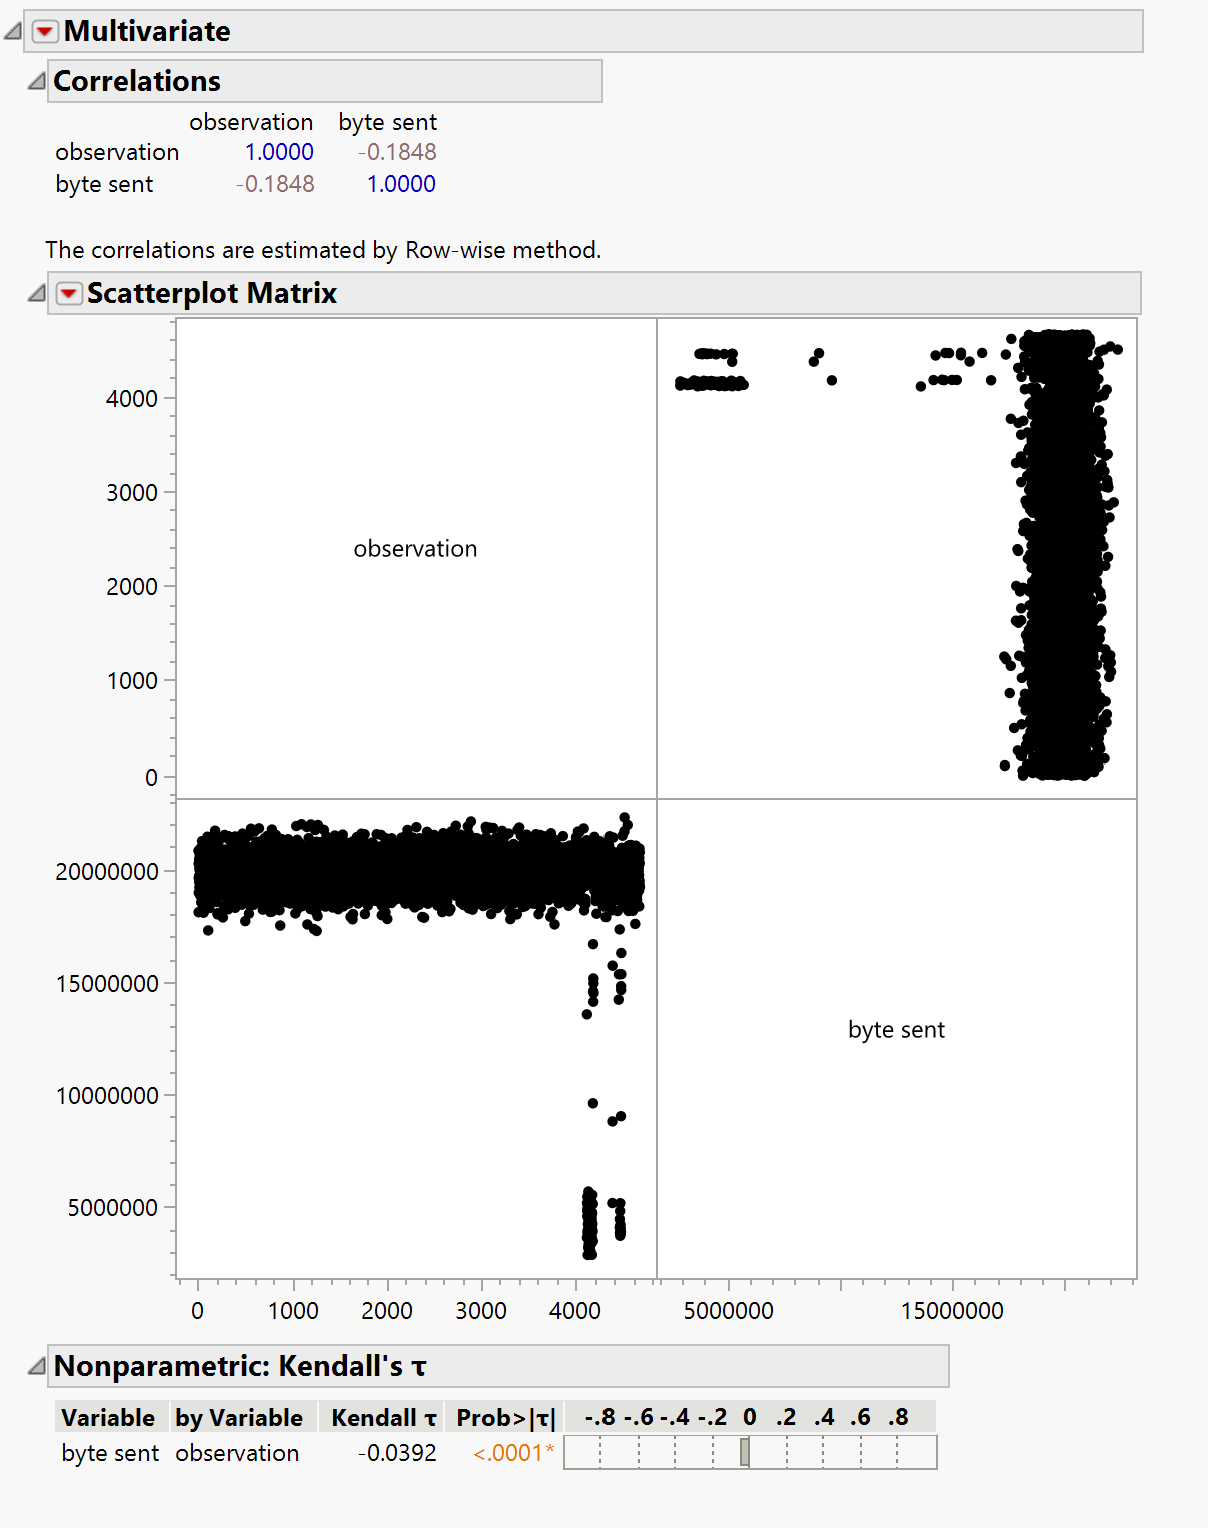 Multivariate
Correlations
observation byte sent
observation 1.0000 -0.1848
byte sent -0.1848 1.0000
The correlations are estimated by Row-wise method.
Scatterplot Matrix
4000
3000
2000
1000
0
observation
20000000
15000000
10000000
5000000
byte sent
0 1000 2000 3000 4000 5000000 15000000
Nonparametric: Kendall's τ
Variable by Variable Kendall τ Prob>|τ| -.8 -.6 -.4 -.2 0 .2 .4 .6 .8
byte sent observation -0.0392 <.0001*